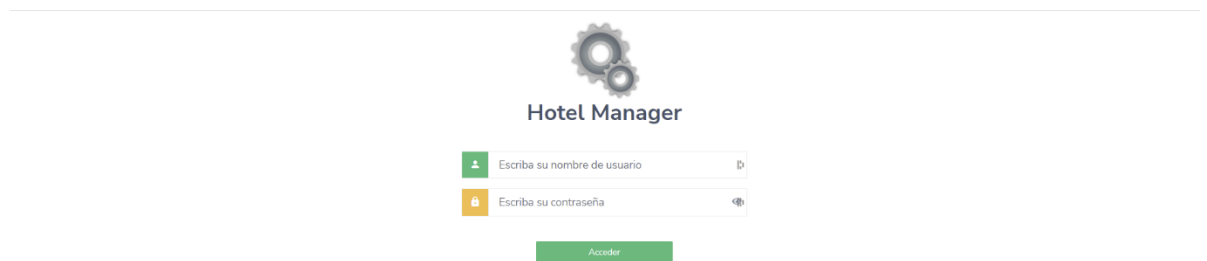 Hotel Manager
Escriba su nombre de usuario
Escriba su contraseña
Acceder